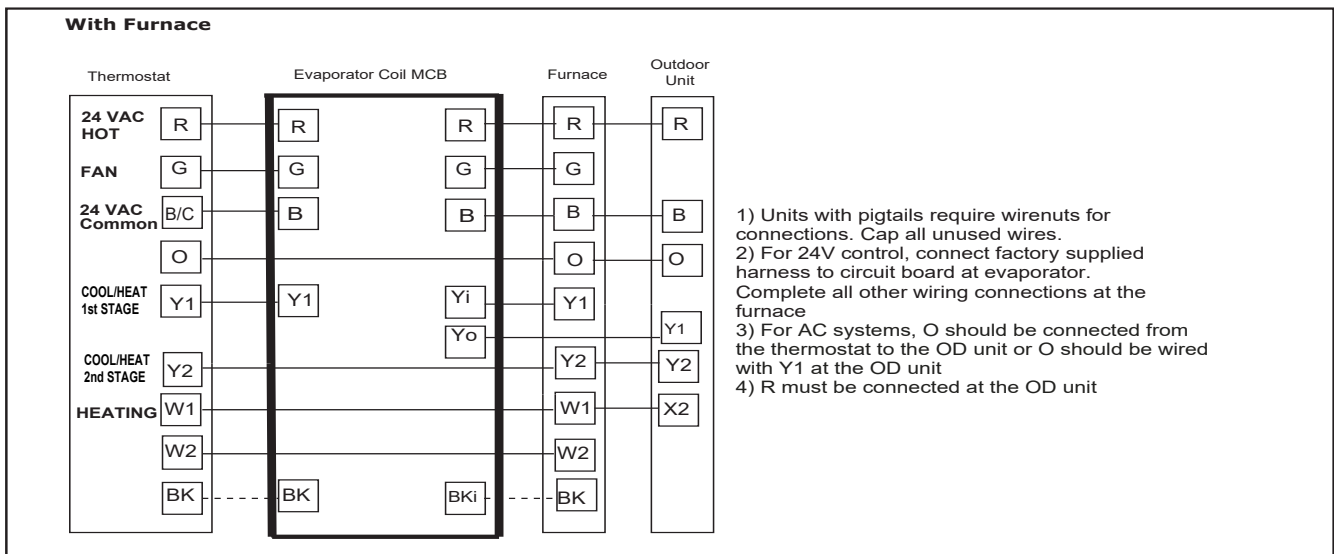 With Furnace
Thermostat
Evaporator Coil MCB
Furnace
Outdoor
Unit
24 VAC
HOT
R
R
R
R
R
FAN
G
G
G
G
24 VAC
Common
B/C
B
B
B
B
O
O
O
COOL/HEAT
1st STAGE
Y1
Y1
Yi
Y1
Yo
Y1
COOL/HEAT
2nd STAGE
Y2
Y2
Y2
HEATING
W1
W1
X2
W2
W2
BK
BK
BKi
BK
1) Units with pigtails require wirenuts for
connections. Cap all unused wires.
2) For 24V control, connect factory supplied
harness to circuit board at evaporator.
Complete all other wiring connections at the
furnace
3) For AC systems, O should be connected from
the thermostat to the OD unit or O should be wired
with Y1 at the OD unit
4) R must be connected at the OD unit